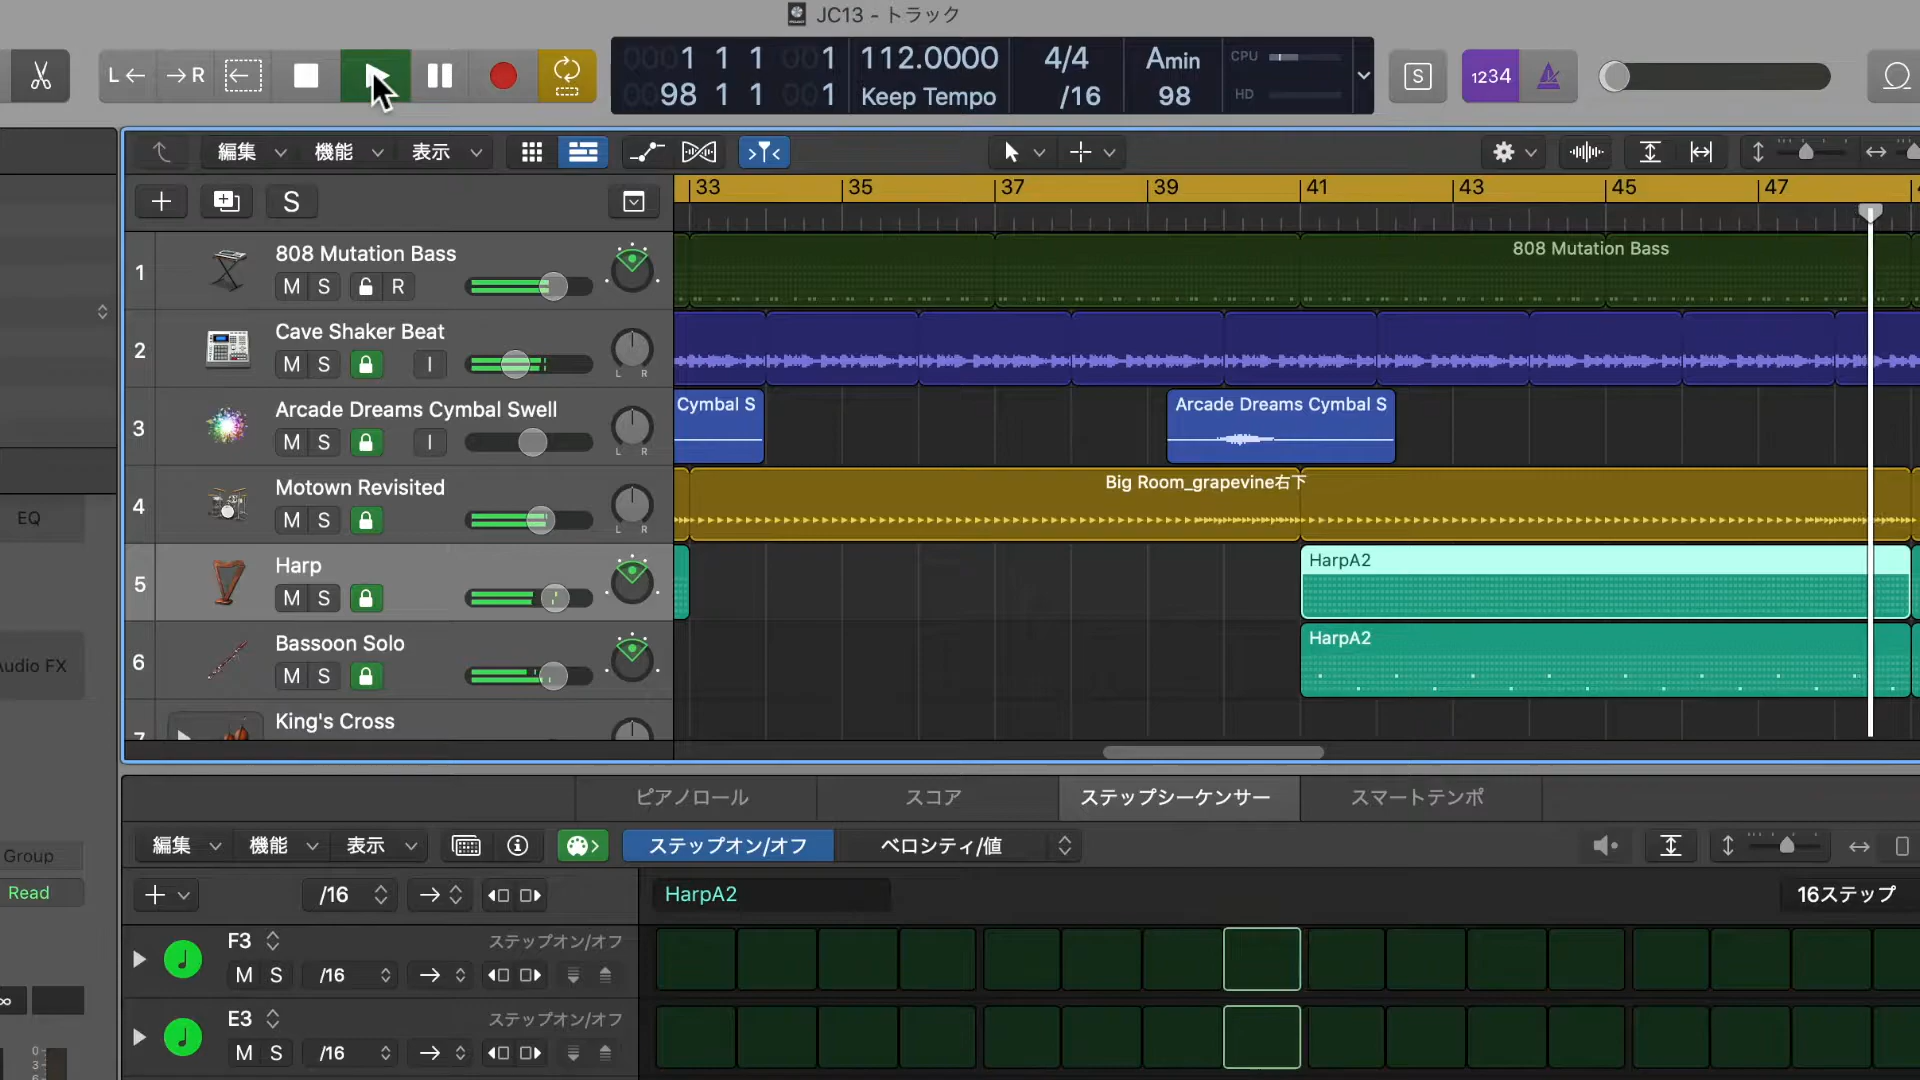 JC13 - トラック
L← →R
0001 1 1 001
0098 1 1 001
112.0000
Keep Tempo
4/4
/16
Amin
98
CPU
HD
S
1234
編集 機能 表示
S
33 35 37 39 41 43 45 47
1 808 Mutation Bass
M S R
808 Mutation Bass
2 Cave Shaker Beat
M S I
L R
3 Arcade Dreams Cymbal Swell
M S I
L R
Cymbal S
Arcade Dreams Cymbal S
4 Motown Revisited
M S
L R
Big Room_grapevine右下
5 Harp
M S
HarpA2
6 Bassoon Solo
M S
HarpA2
7 King's Cross
EQ
Audio FX
Group
Read
ピアノロール スコア ステップシーケンサー スマートテンポ
編集 機能 表示 ステップオン/オフ ベロシティ/値
/16 HarpA2 16ステップ
F3 ステップオン/オフ
M S /16
E3 ステップオン/オフ
M S /16
0
3